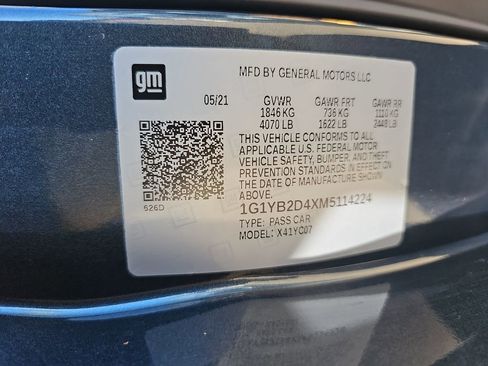 gm
MFD BY GENERAL MOTORS LLC
05/21 GVWR GAWR FRT GAWR RR
1846 KG 736 KG 1110 KG
4070 LB 1622 LB 2448 LB
THIS VEHICLE CONFORMS TO ALL
APPLICABLE U.S. FEDERAL MOTOR
VEHICLE SAFETY, BUMPER, AND THEFT
PREVENTION STANDARDS IN EFFECT
ON THE DATE OF MANUFACTURE SHOWN
ABOVE.
1G1YB2D4XM5114224
TYPE: PASS CAR
MODEL: X41YC07
626D